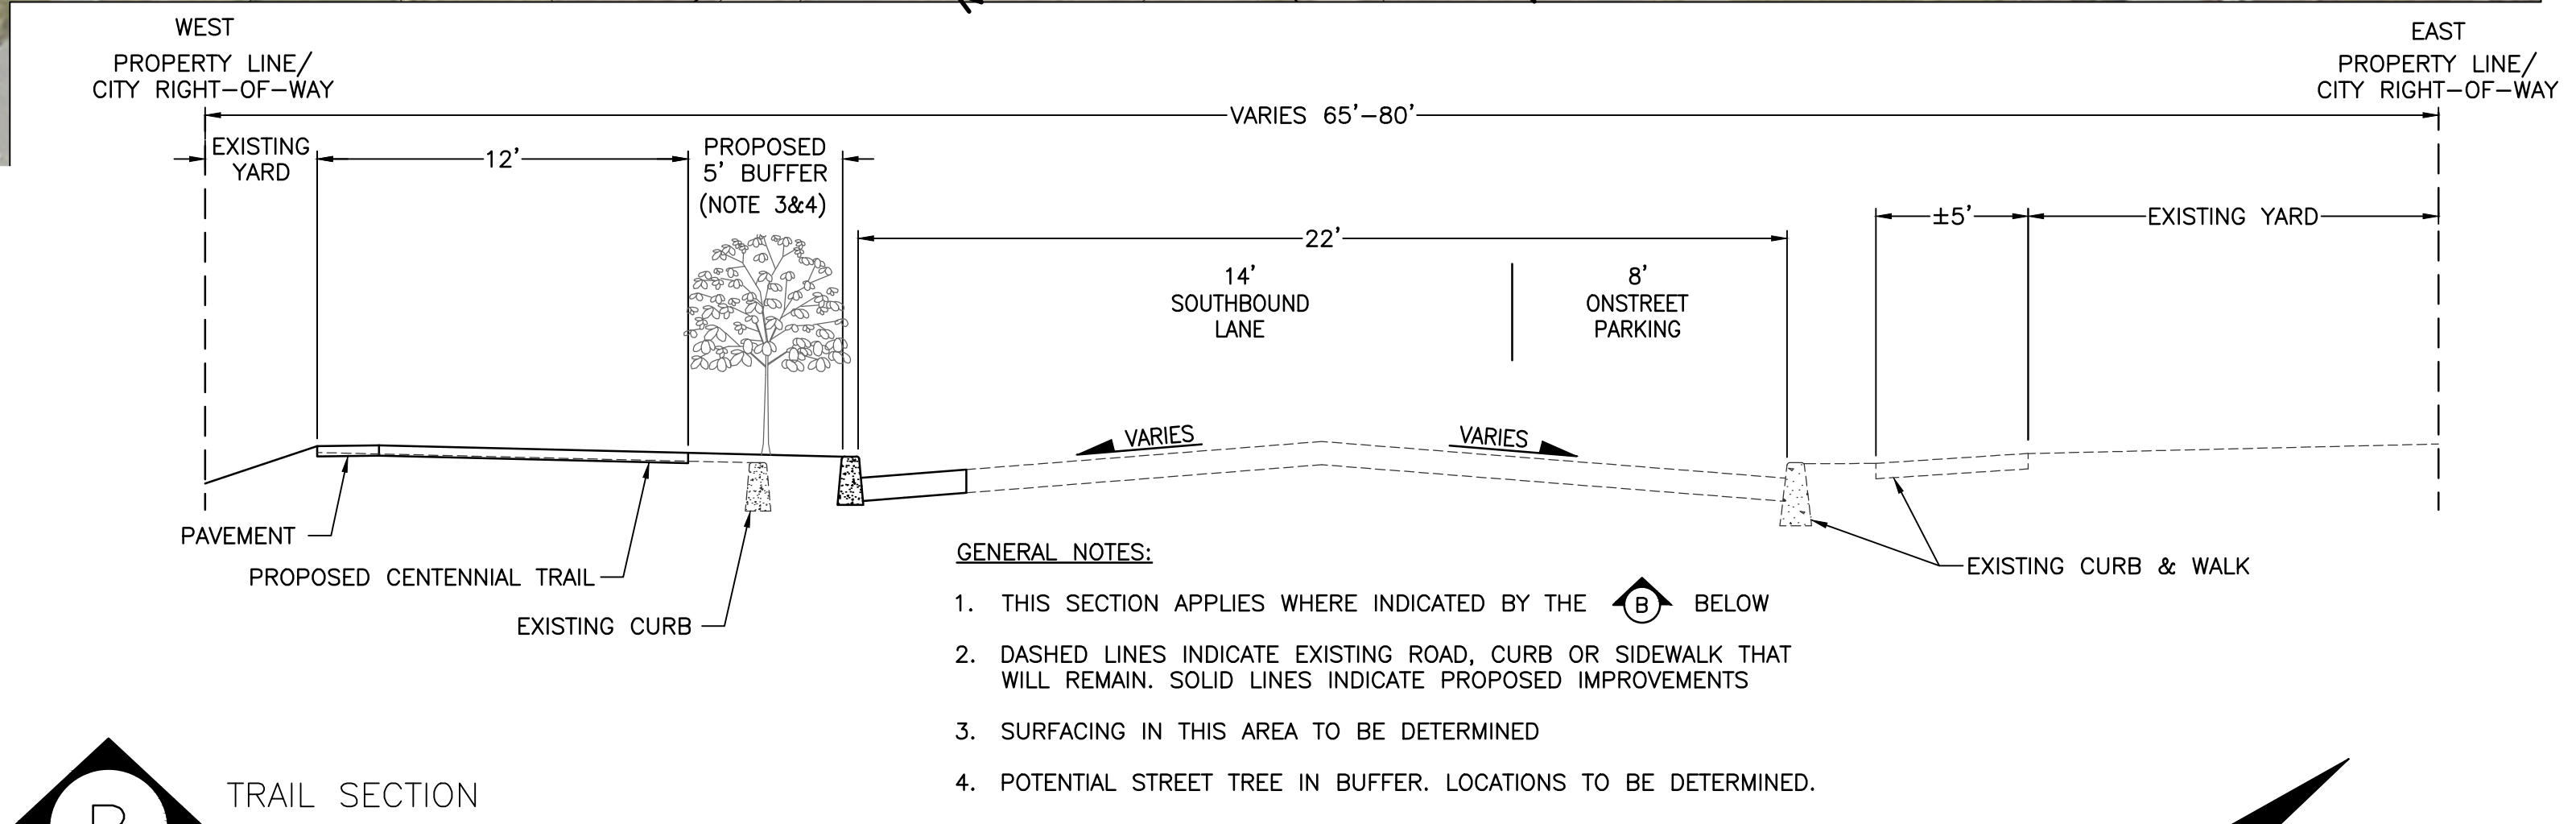 WEST
PROPERTY LINE/
CITY RIGHT-OF-WAY
EAST
PROPERTY LINE/
CITY RIGHT-OF-WAY
VARIES 65'-80'
EXISTING
YARD
12'
PROPOSED
5' BUFFER
(NOTE 3&4)
±5'
EXISTING YARD
22'
14'
SOUTHBOUND
LANE
8'
ONSTREET
PARKING
VARIES
VARIES
PAVEMENT
PROPOSED CENTENNIAL TRAIL
EXISTING CURB
EXISTING CURB & WALK
GENERAL NOTES:
1. THIS SECTION APPLIES WHERE INDICATED BY THE B BELOW
2. DASHED LINES INDICATE EXISTING ROAD, CURB OR SIDEWALK THAT
WILL REMAIN. SOLID LINES INDICATE PROPOSED IMPROVEMENTS
3. SURFACING IN THIS AREA TO BE DETERMINED
4. POTENTIAL STREET TREE IN BUFFER. LOCATIONS TO BE DETERMINED.
TRAIL SECTION